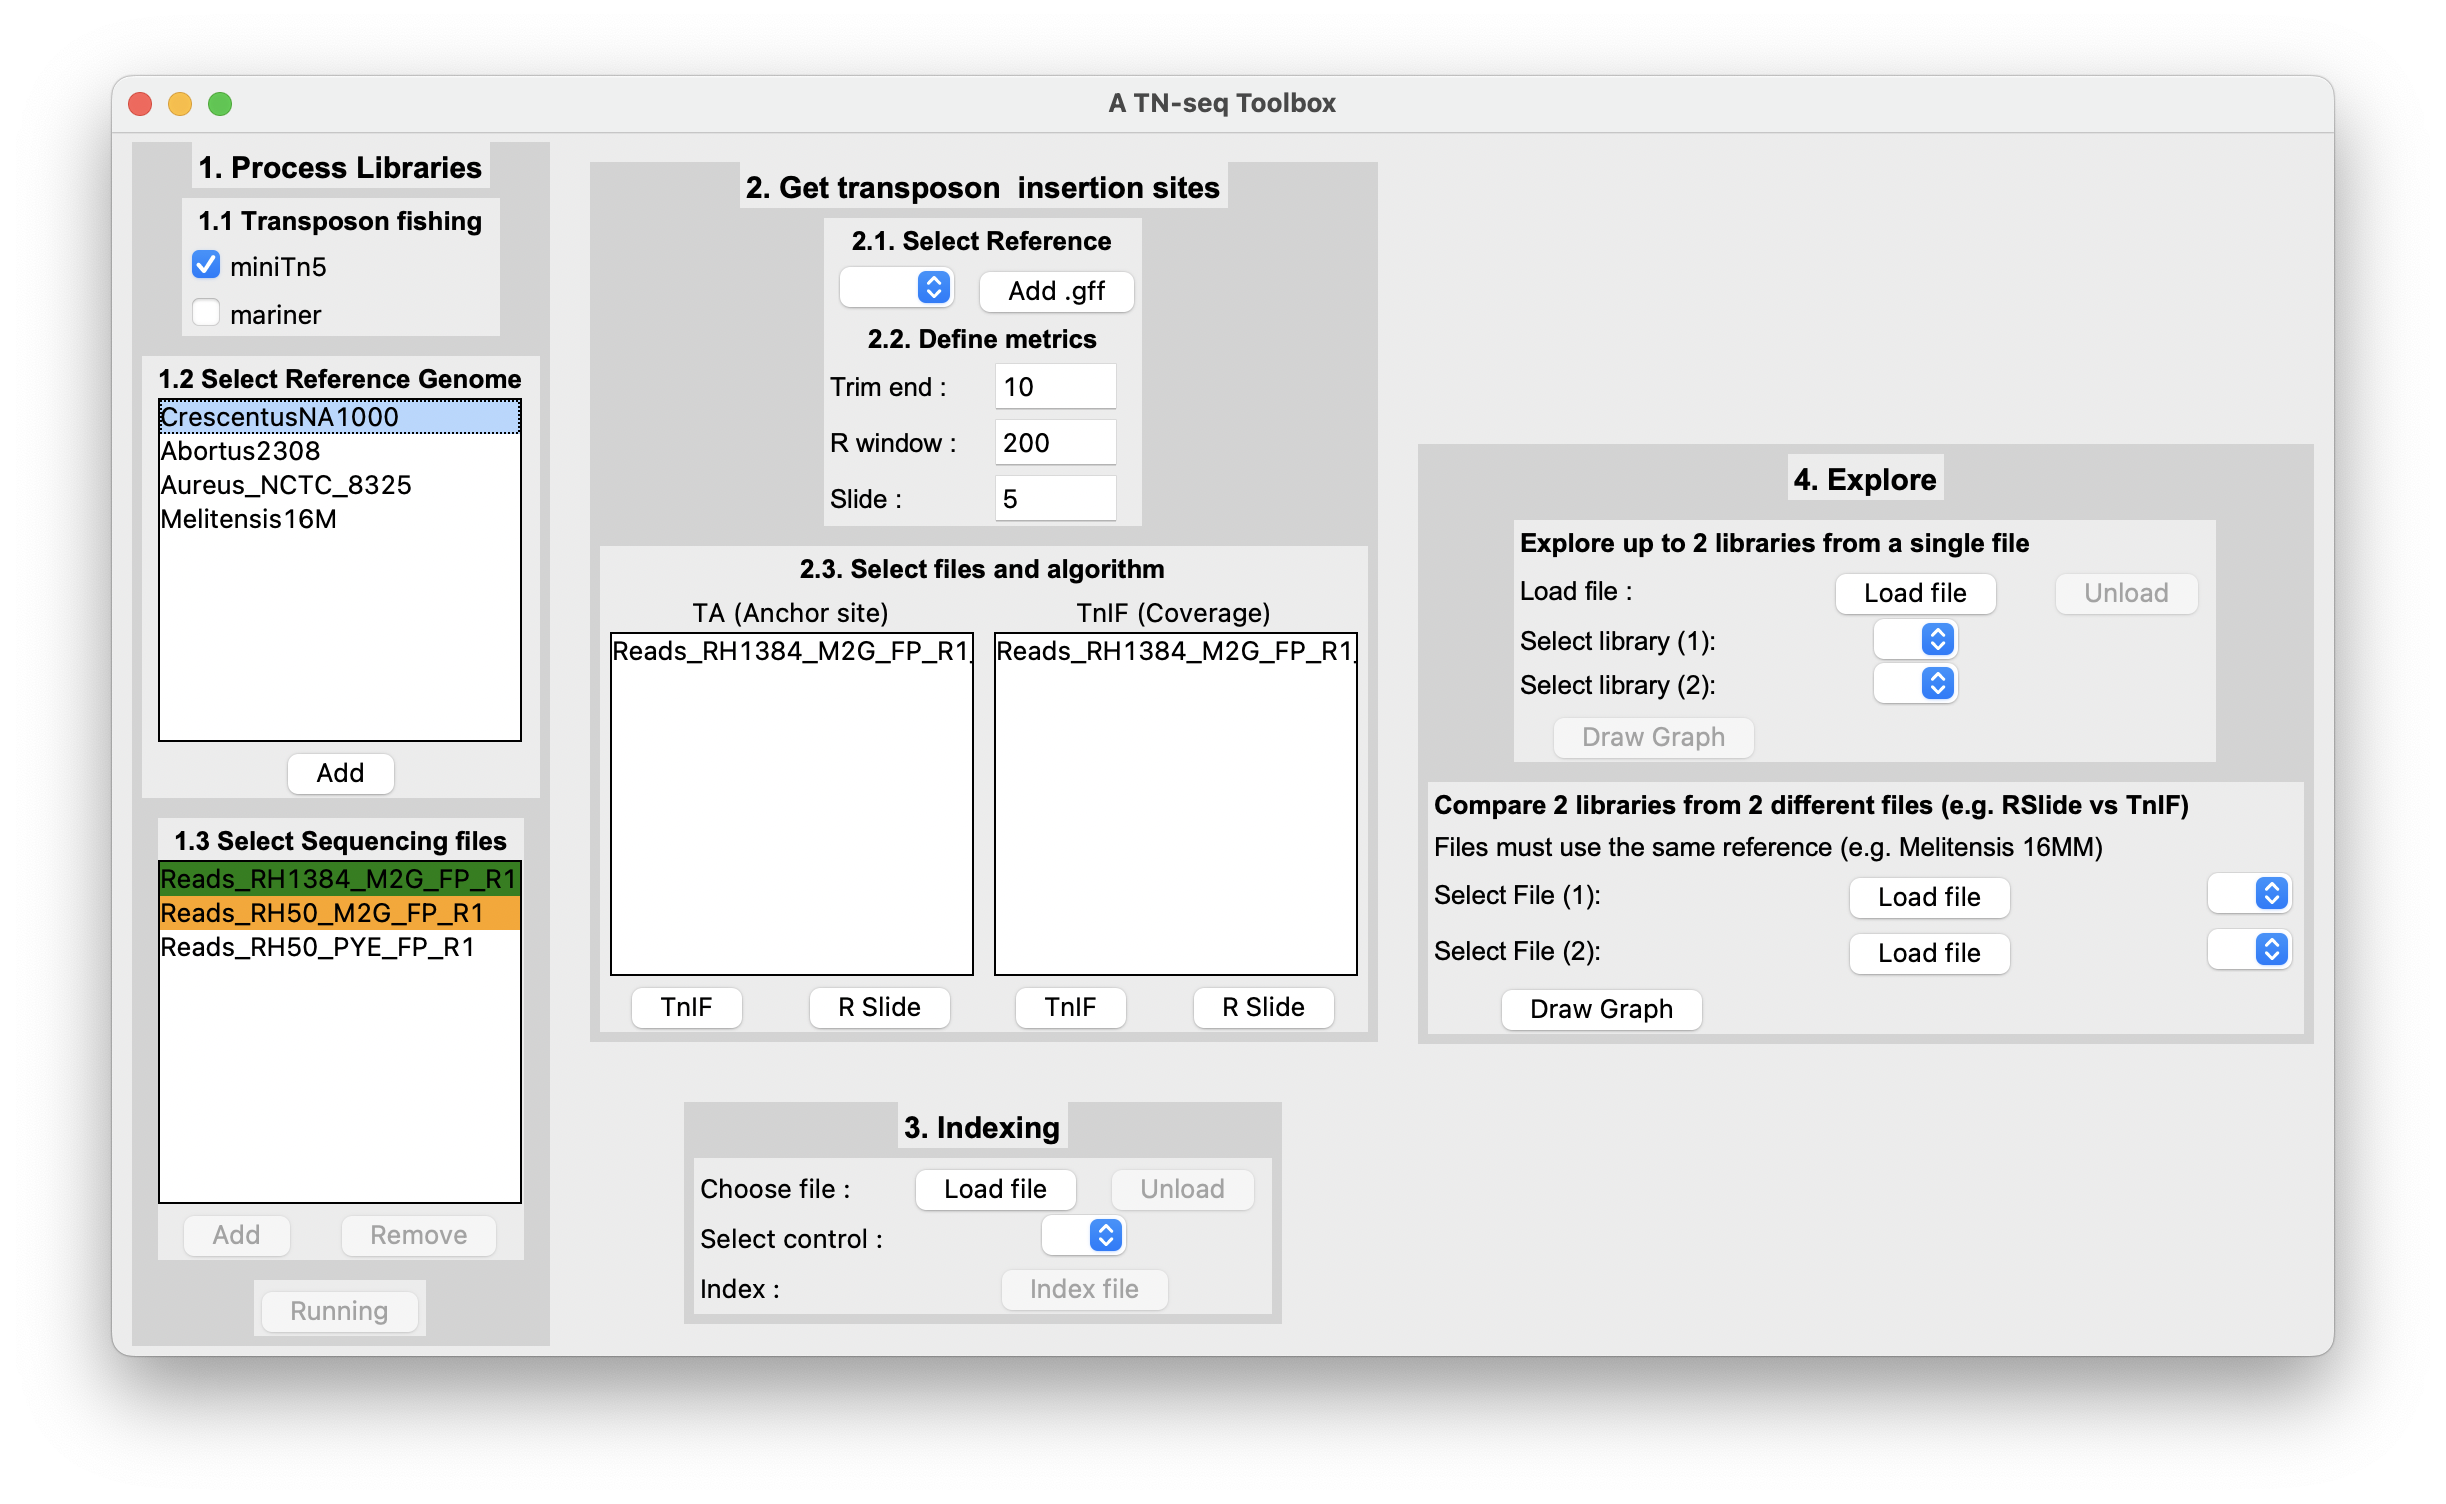 A TN-seq Toolbox
1. Process Libraries
1.1 Transposon fishing
miniTn5
mariner
1.2 Select Reference Genome
CrescentusNA1000
Abortus2308
Aureus_NCTC_8325
Melitensis16M
Add
1.3 Select Sequencing files
Reads_RH1384_M2G_FP_R1
Reads_RH50_M2G_FP_R1
Reads_RH50_PYE_FP_R1
Add Remove
Running
2. Get transposon  insertion sites
2.1. Select Reference
Add .gff
2.2. Define metrics
Trim end : 10
R window : 200
Slide : 5
2.3. Select files and algorithm
TA (Anchor site) TnIF (Coverage)
Reads_RH1384_M2G_FP_R1_ Reads_RH1384_M2G_FP_R1_
TnIF R Slide TnIF R Slide
3. Indexing
Choose file : Load file Unload
Select control :
Index : Index file
4. Explore
Explore up to 2 libraries from a single file
Load file : Load file Unload
Select library (1):
Select library (2):
Draw Graph
Compare 2 libraries from 2 different files (e.g. RSlide vs TnIF)
Files must use the same reference (e.g. Melitensis 16MM)
Select File (1): Load file
Select File (2): Load file
Draw Graph